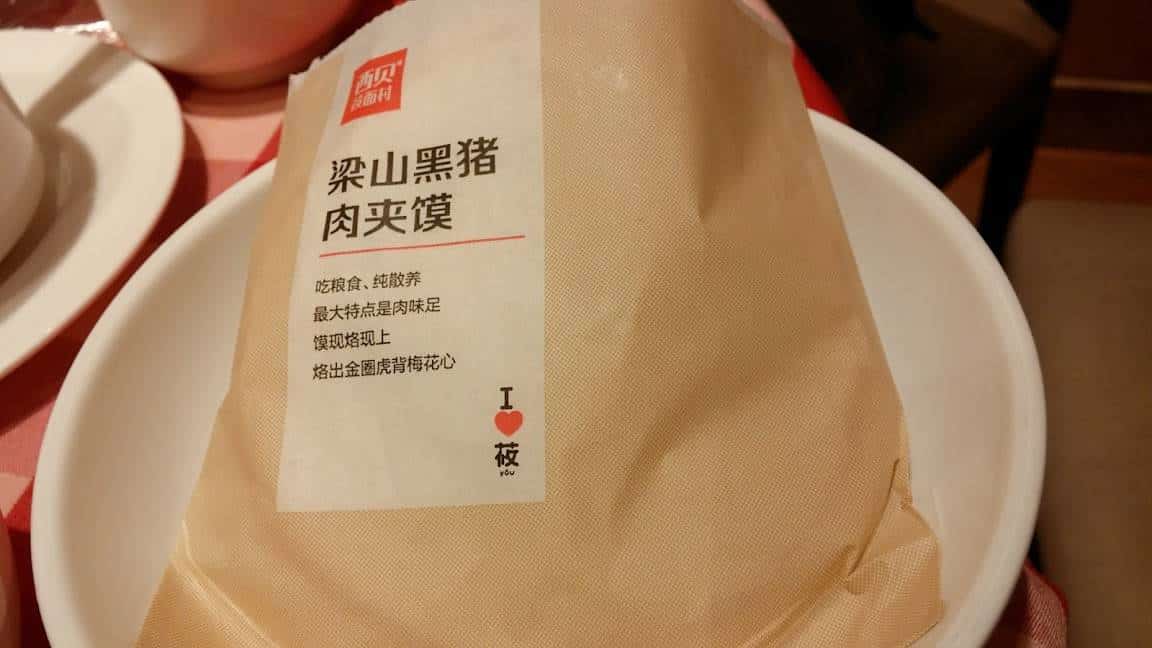 西贝
莜面村
梁山黑猪
肉夹馍
吃粮食、纯散养
最大特点是肉味足
馍现烙现上
烙出金圈虎背梅花心
I
莜
yóu